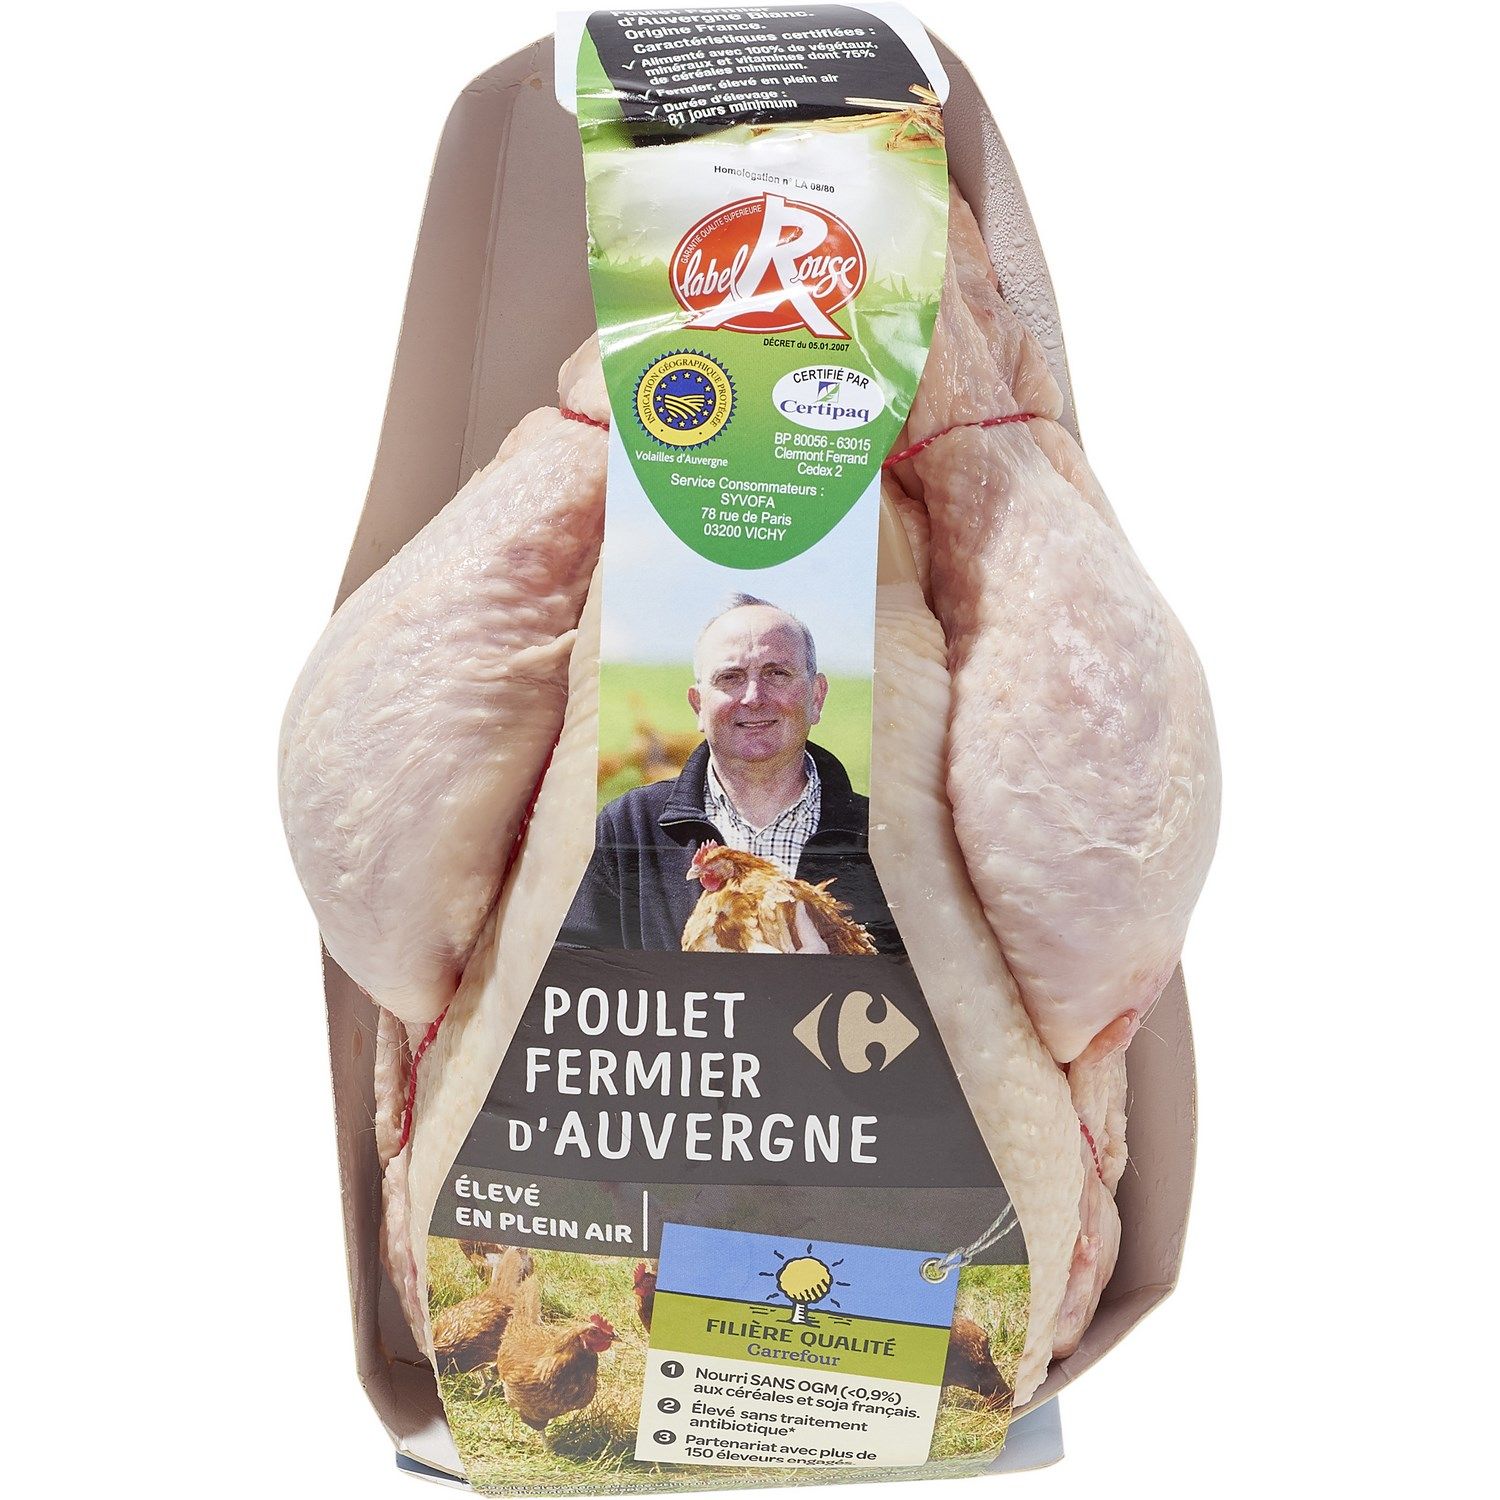 Poulet Fermier
d'Auvergne Blanc.
Origine France.
Caractéristiques certifiées :
✓ Alimenté avec 100% de végétaux,
minéraux et vitamines dont 75%
de céréales minimum.
✓ Fermier, élevé en plein air
✓ Durée d'élevage :
81 jours minimum
Homologation n° LA 08/80
GARANTIE QUALITÉ SUPÉRIEURE
label Rouge
DÉCRET du 05.01.2007
INDICATION GÉOGRAPHIQUE PROTÉGÉE
Volailles d'Auvergne
CERTIFIÉ PAR
Certipaq
BP 80056 - 63015
Clermont Ferrand
Cedex 2
Service Consommateurs :
SYVOFA
78 rue de Paris
03200 VICHY
POULET
FERMIER
D'AUVERGNE
ÉLEVÉ
EN PLEIN AIR
FILIÈRE QUALITÉ
Carrefour
1 Nourri SANS OGM (<0,9%)
aux céréales et soja français.
2 Élevé sans traitement
antibiotique*
3 Partenariat avec plus de
150 éleveurs engagés.